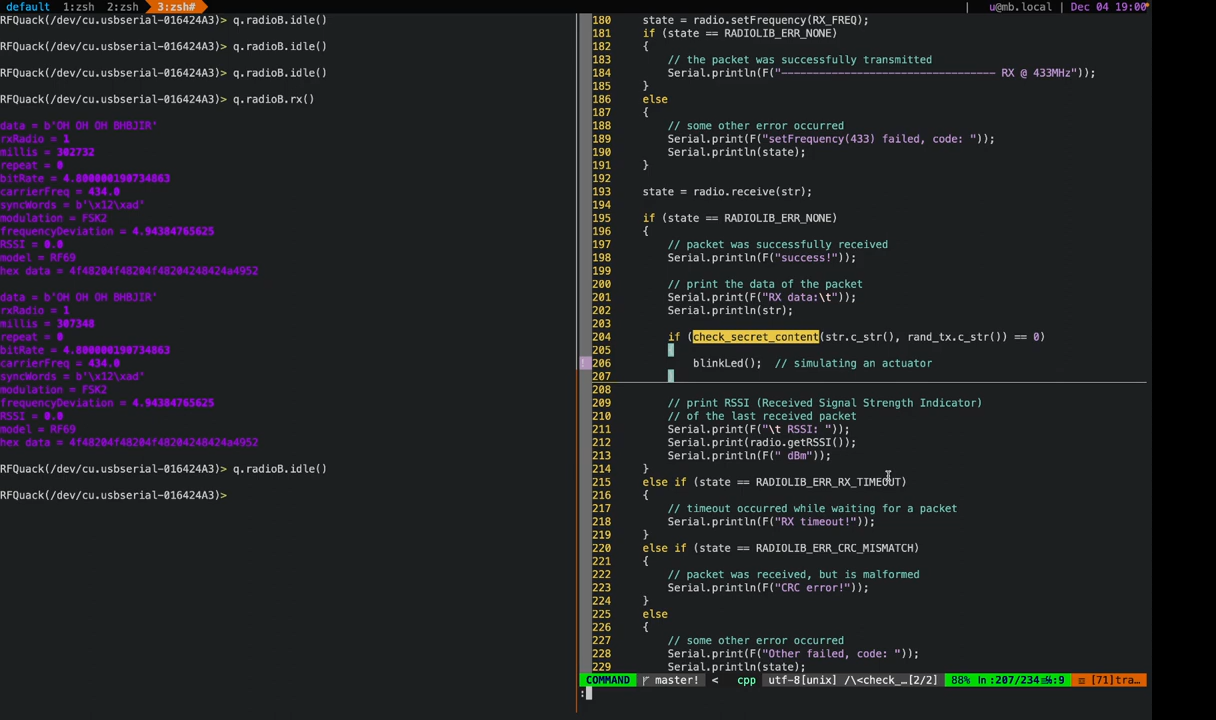 default 1:zsh 2:zsh 3:zsh# | u@mb.local | Dec 04 19:00
RFQuack(/dev/cu.usbserial-016424A3)> q.radioB.idle()
RFQuack(/dev/cu.usbserial-016424A3)> q.radioB.idle()
RFQuack(/dev/cu.usbserial-016424A3)> q.radioB.idle()
RFQuack(/dev/cu.usbserial-016424A3)> q.radioB.rx()
data = b'OH OH OH BHBJIR'
rxRadio = 1
millis = 302732
repeat = 0
bitRate = 4.800000190734863
carrierFreq = 434.0
syncWords = b'\x12\xad'
modulation = FSK2
frequencyDeviation = 4.94384765625
RSSI = 0.0
model = RF69
hex data = 4f48204f48204f48204248424a4952
data = b'OH OH OH BHBJIR'
rxRadio = 1
millis = 307348
repeat = 0
bitRate = 4.800000190734863
carrierFreq = 434.0
syncWords = b'\x12\xad'
modulation = FSK2
frequencyDeviation = 4.94384765625
RSSI = 0.0
model = RF69
hex data = 4f48204f48204f48204248424a4952
RFQuack(/dev/cu.usbserial-016424A3)> q.radioB.idle()
RFQuack(/dev/cu.usbserial-016424A3)>
180 state = radio.setFrequency(RX_FREQ);
181 if (state == RADIOLIB_ERR_NONE)
182 {
183 // the packet was successfully transmitted
184 Serial.println(F("---------------------------------- RX @ 433MHz"));
185 }
186 else
187 {
188 // some other error occurred
189 Serial.print(F("setFrequency(433) failed, code: "));
190 Serial.println(state);
191 }
192
193 state = radio.receive(str);
194
195 if (state == RADIOLIB_ERR_NONE)
196 {
197 // packet was successfully received
198 Serial.println(F("success!"));
199
200 // print the data of the packet
201 Serial.print(F("RX data:\t"));
202 Serial.println(str);
203
204 if (check_secret_content(str.c_str(), rand_tx.c_str()) == 0)
205 {
! 206 blinkLed(); // simulating an actuator
207 }
208
209 // print RSSI (Received Signal Strength Indicator)
210 // of the last received packet
211 Serial.print(F("\t RSSI: "));
212 Serial.print(radio.getRSSI());
213 Serial.println(F(" dBm"));
214 }
215 else if (state == RADIOLIB_ERR_RX_TIMEOUT)
216 {
217 // timeout occurred while waiting for a packet
218 Serial.println(F("RX timeout!"));
219 }
220 else if (state == RADIOLIB_ERR_CRC_MISMATCH)
221 {
222 // packet was received, but is malformed
223 Serial.println(F("CRC error!"));
224 }
225 else
226 {
227 // some other error occurred
228 Serial.print(F("Other failed, code: "));
229 Serial.println(state);
COMMAND master! < cpp utf-8[unix] /\<check_…[2/2] 88% :207/234 :9 [71]tra…
: